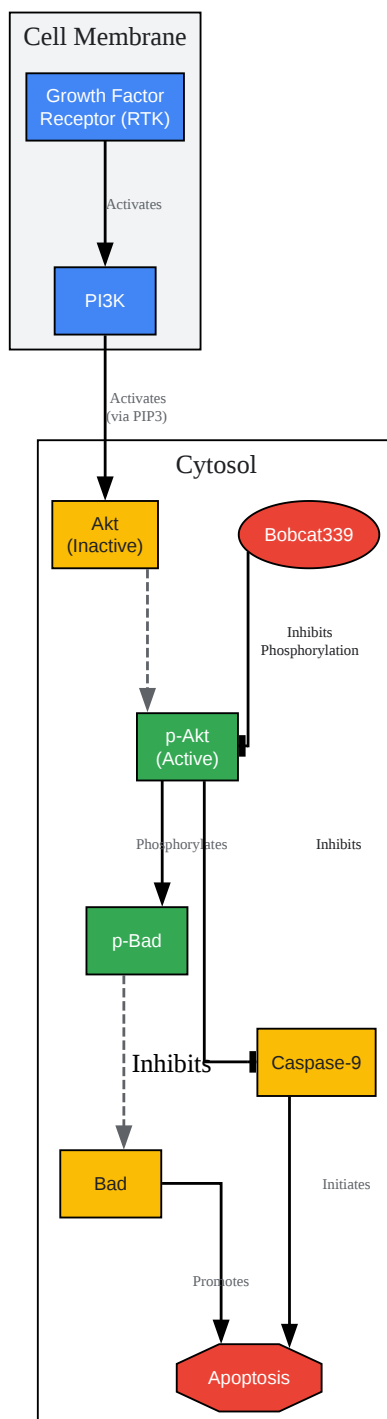 Cell Membrane
Growth Factor
Receptor (RTK)
Activates
PI3K
Activates
(via PIP3)
Cytosol
Akt
(Inactive)
Bobcat339
Inhibits
Phosphorylation
p-Akt
(Active)
Phosphorylates
Inhibits
p-Bad
Inhibits
Caspase-9
Bad
Initiates
Promotes
Apoptosis